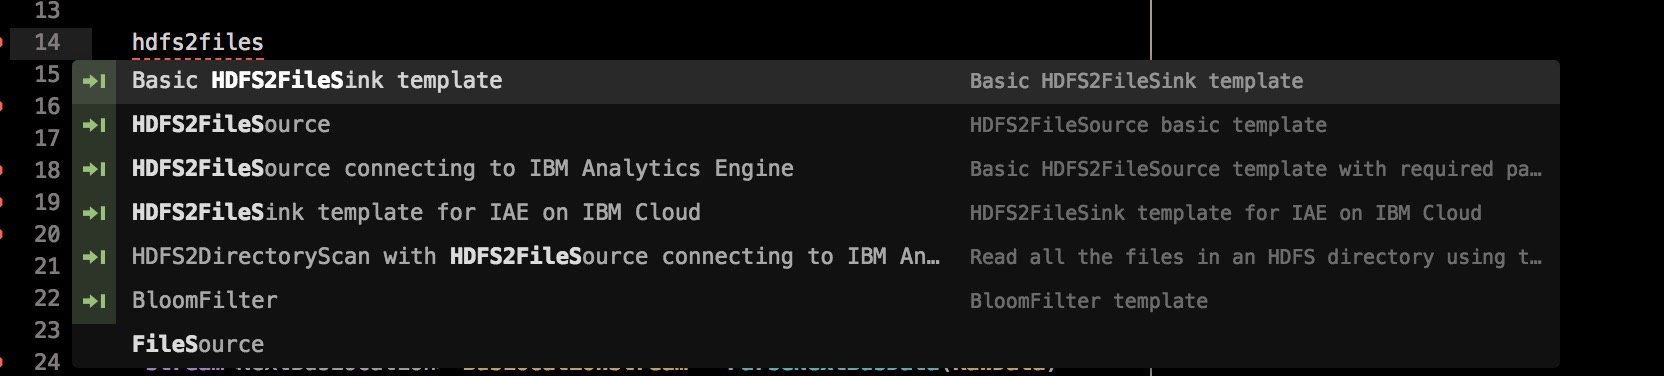 13
14 hdfs2files
15 Basic HDFS2FileSink template Basic HDFS2FileSink template
16 HDFS2FileSource HDFS2FileSource basic template
17
18 HDFS2FileSource connecting to IBM Analytics Engine Basic HDFS2FileSource template with required pa…
19 HDFS2FileSink template for IAE on IBM Cloud HDFS2FileSink template for IAE on IBM Cloud
20
21 HDFS2DirectoryScan with HDFS2FileSource connecting to IBM An… Read all the files in an HDFS directory using t…
22 BloomFilter BloomFilter template
23 FileSource
24